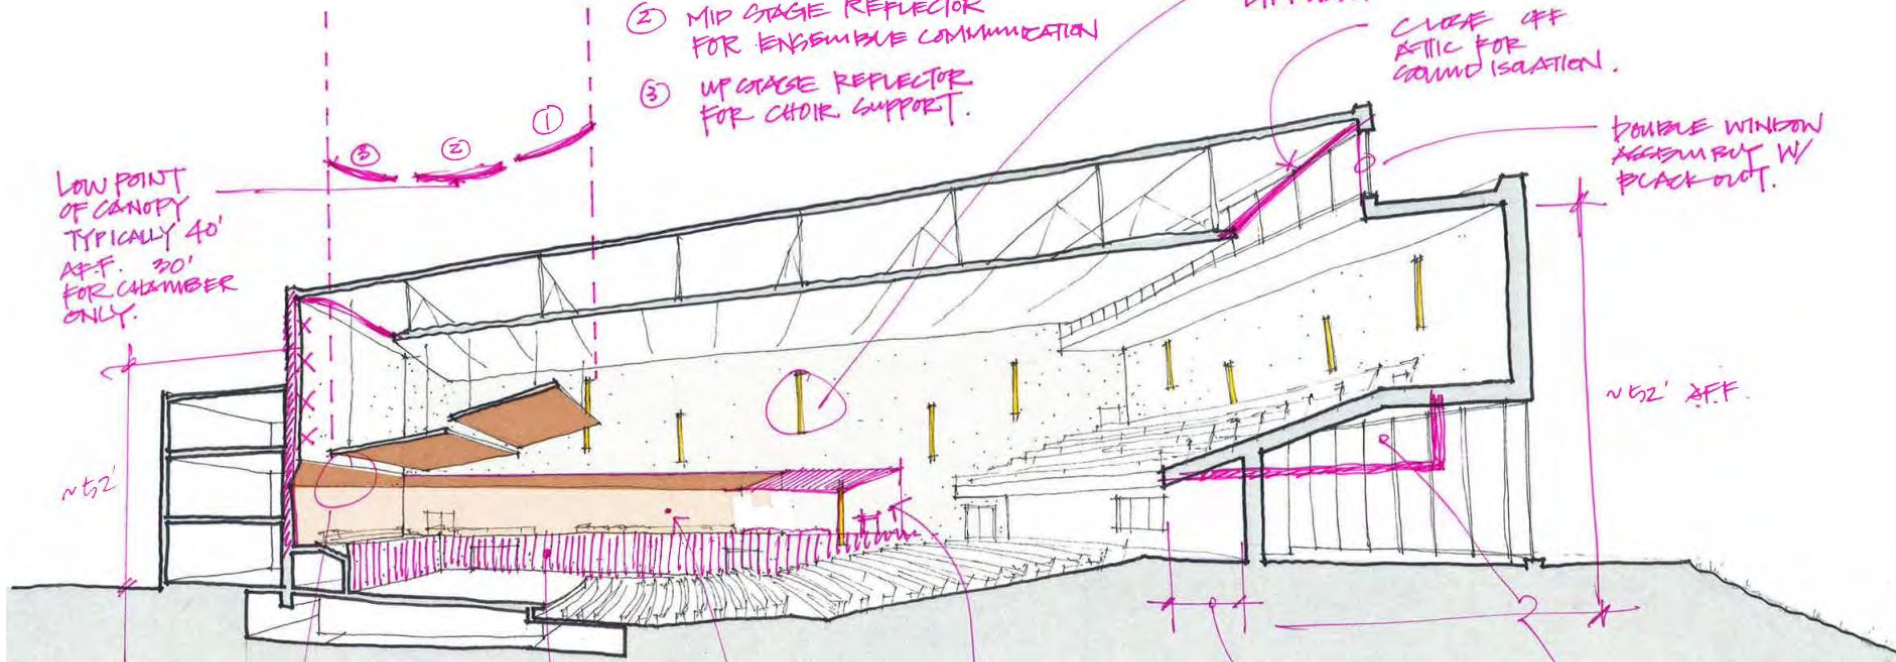 ② MID STAGE REFLECTOR
FOR ENSEMBLE COMMUNICATION
③ UPSTAGE REFLECTOR
FOR CHOIR SUPPORT.
CLOSE OFF
ATTIC FOR
SOUND ISOLATION.
DOUBLE WINDOW
ASSEMBLY W/
BLACKOUT.
①
②
③
LOW POINT
OF CANOPY
TYPICALLY 40'
A.F.F. 30'
FOR CHAMBER
ONLY.
~52'
~52' A.F.F.